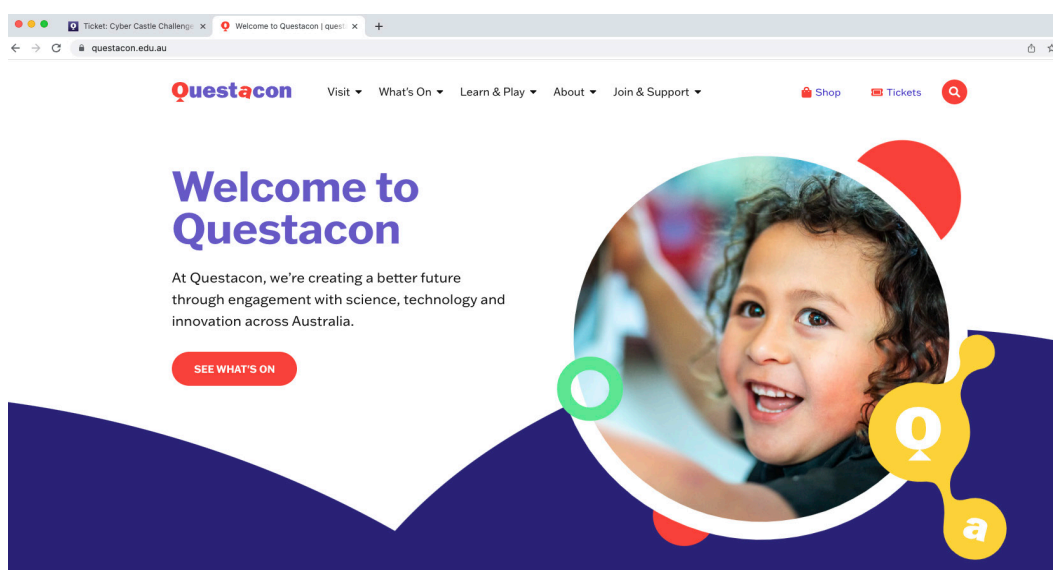 Ticket: Cyber Castle Challenge
Welcome to Questacon | quest
questacon.edu.au
Questacon
Visit
What's On
Learn & Play
About
Join & Support
Shop
Tickets
Welcome to
Questacon
At Questacon, we're creating a better future
through engagement with science, technology and
innovation across Australia.
SEE WHAT'S ON
Q
a